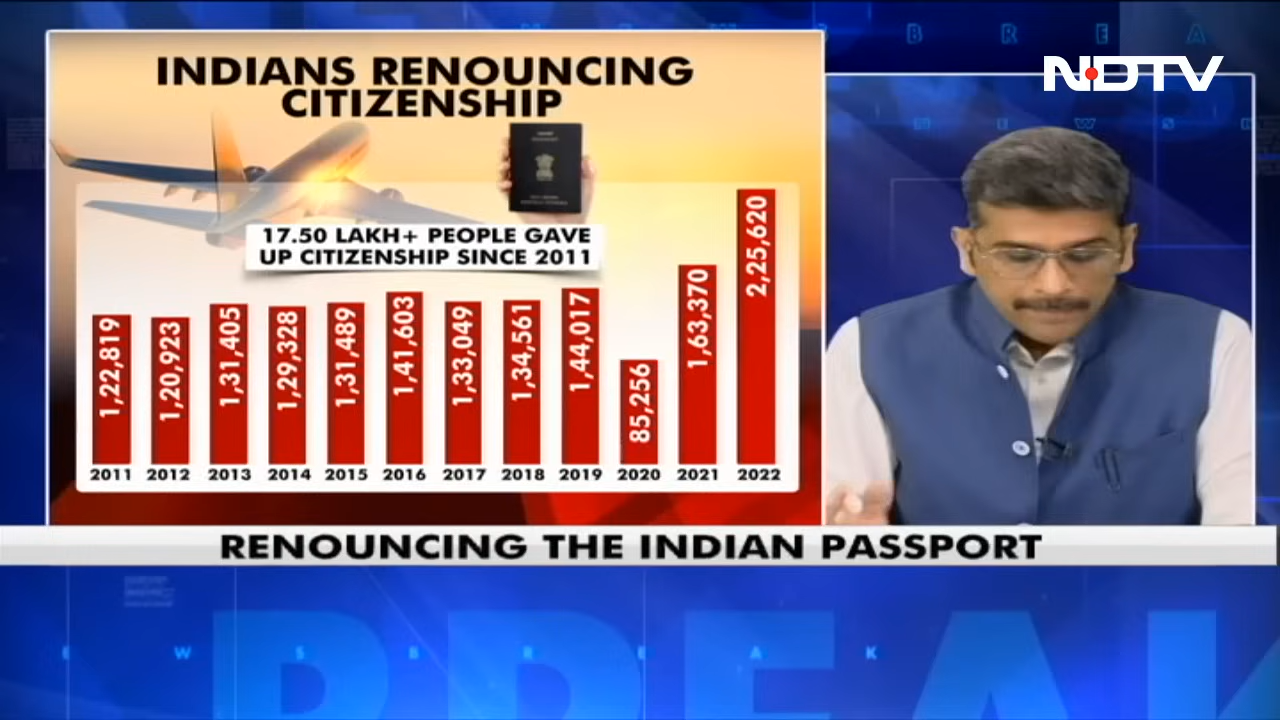 INDIANS RENOUNCING
CITIZENSHIP
NDTV
17.50 LAKH+ PEOPLE GAVE
UP CITIZENSHIP SINCE 2011
1,22,819
1,20,923
1,31,405
1,29,328
1,31,489
1,41,603
1,33,049
1,34,561
1,44,017
85,256
1,63,370
2,25,620
2011 2012 2013 2014 2015 2016 2017 2018 2019 2020 2021 2022
RENOUNCING THE INDIAN PASSPORT